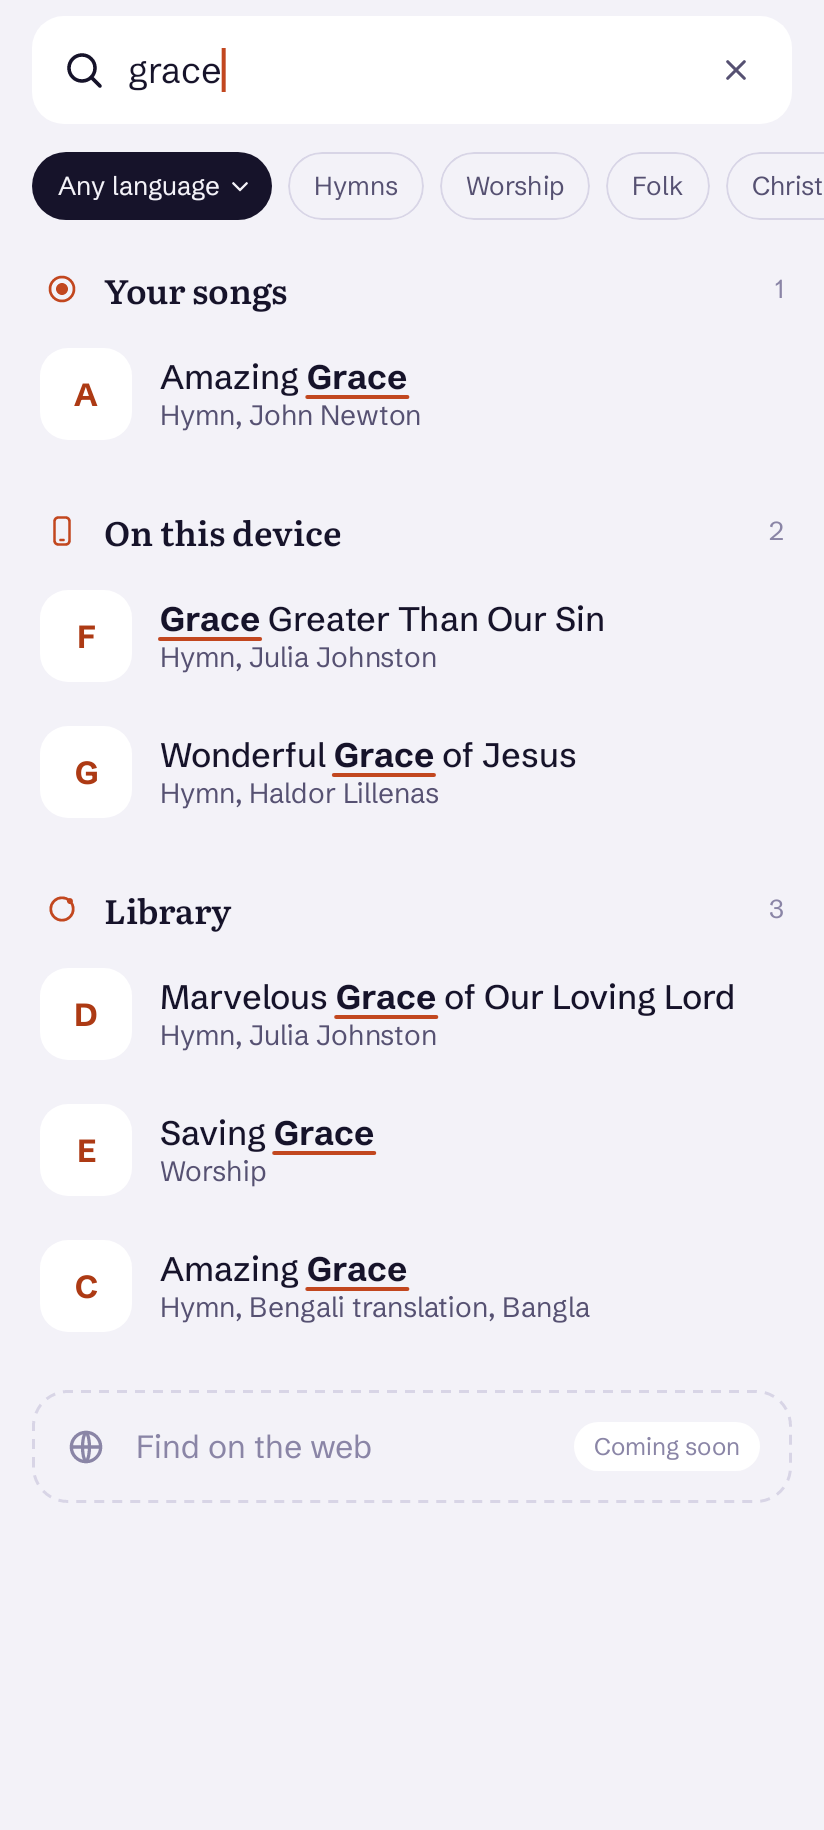 grace
Any language Hymns Worship Folk Christ
Your songs 1
A
Amazing Grace
Hymn, John Newton
On this device 2
F
Grace Greater Than Our Sin
Hymn, Julia Johnston
G
Wonderful Grace of Jesus
Hymn, Haldor Lillenas
Library 3
D
Marvelous Grace of Our Loving Lord
Hymn, Julia Johnston
E
Saving Grace
Worship
C
Amazing Grace
Hymn, Bengali translation, Bangla
Find on the web Coming soon